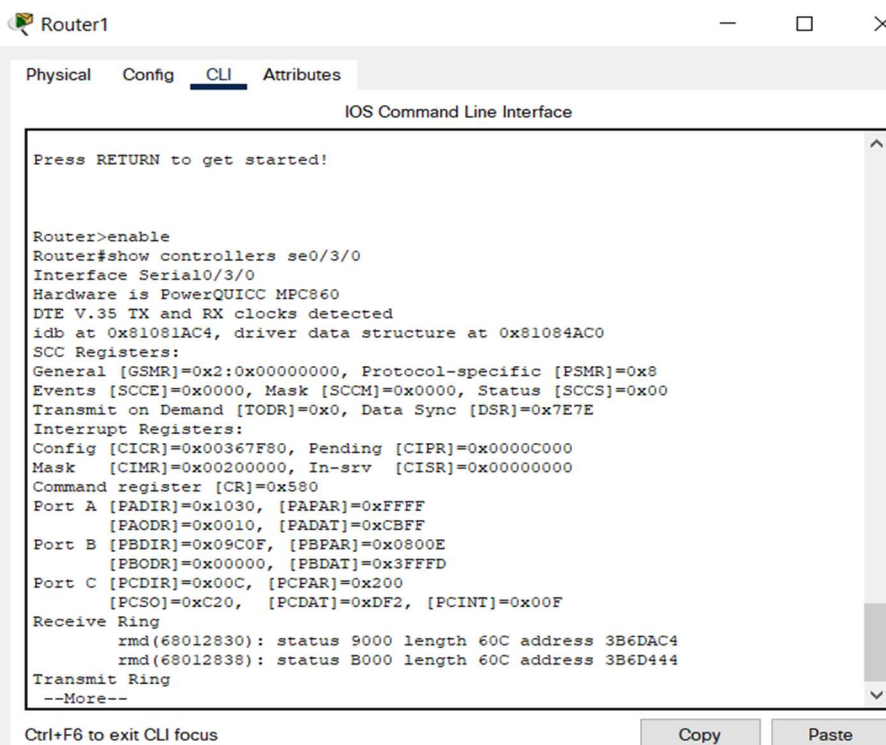 Router1
Physical Config CLI Attributes
IOS Command Line Interface
Press RETURN to get started!
Router>enable
Router#show controllers se0/3/0
Interface Serial0/3/0
Hardware is PowerQUICC MPC860
DTE V.35 TX and RX clocks detected
idb at 0x81081AC4, driver data structure at 0x81084AC0
SCC Registers:
General [GSMR]=0x2:0x00000000, Protocol-specific [PSMR]=0x8
Events [SCCE]=0x0000, Mask [SCCM]=0x0000, Status [SCCS]=0x00
Transmit on Demand [TODR]=0x0, Data Sync [DSR]=0x7E7E
Interrupt Registers:
Config [CICR]=0x00367F80, Pending [CIPR]=0x0000C000
Mask   [CIMR]=0x00200000, In-srv  [CISR]=0x00000000
Command register [CR]=0x580
Port A [PADIR]=0x1030, [PAPAR]=0xFFFF
       [PAODR]=0x0010, [PADAT]=0xCBFF
Port B [PBDIR]=0x09C0F, [PBPAR]=0x0800E
       [PBODR]=0x00000, [PBDAT]=0x3FFFD
Port C [PCDIR]=0x00C, [PCPAR]=0x200
       [PCSO]=0xC20,  [PCDAT]=0xDF2, [PCINT]=0x00F
Receive Ring
        rmd(68012830): status 9000 length 60C address 3B6DAC4
        rmd(68012838): status B000 length 60C address 3B6D444
Transmit Ring
 --More--
Ctrl+F6 to exit CLI focus
Copy Paste